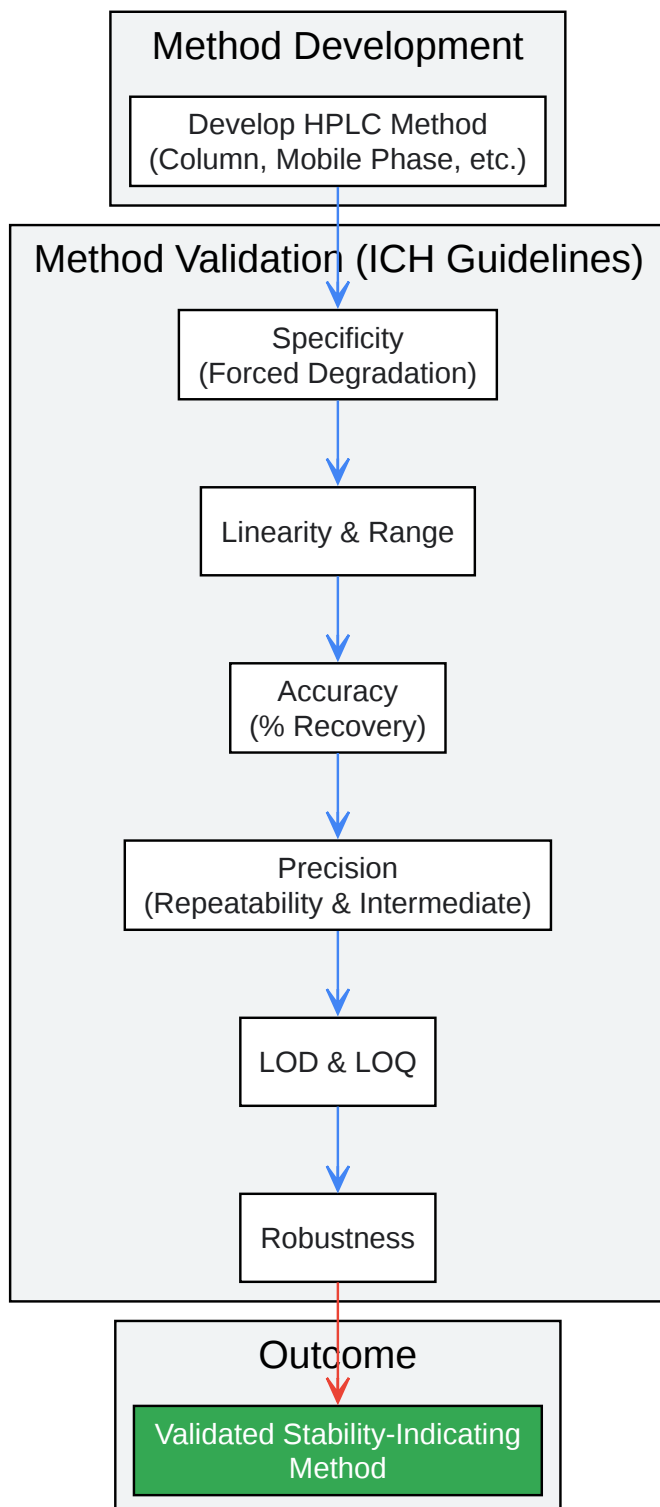 Method Development
Develop HPLC Method
(Column, Mobile Phase, etc.)
Method Validation (ICH Guidelines)
Specificity
(Forced Degradation)
Linearity & Range
Accuracy
(% Recovery)
Precision
(Repeatability & Intermediate)
LOD & LOQ
Robustness
Outcome
Validated Stability-Indicating
Method